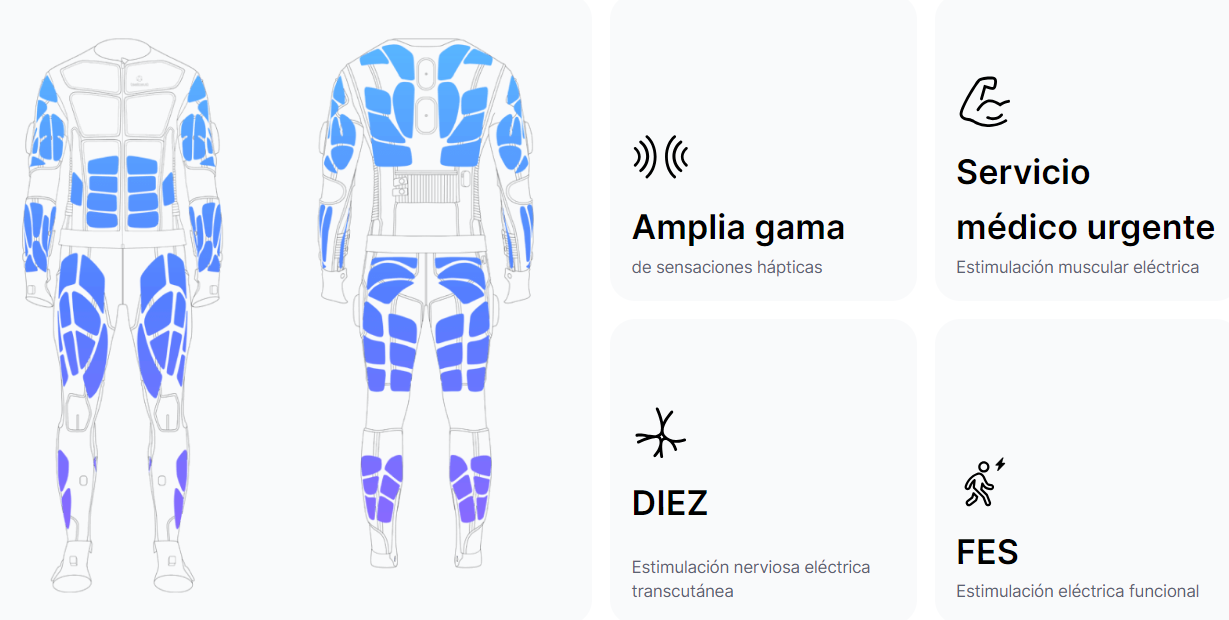 Amplia gama
de sensaciones hápticas
Servicio
médico urgente
Estimulación muscular eléctrica
DIEZ
Estimulación nerviosa eléctrica
transcutánea
FES
Estimulación eléctrica funcional